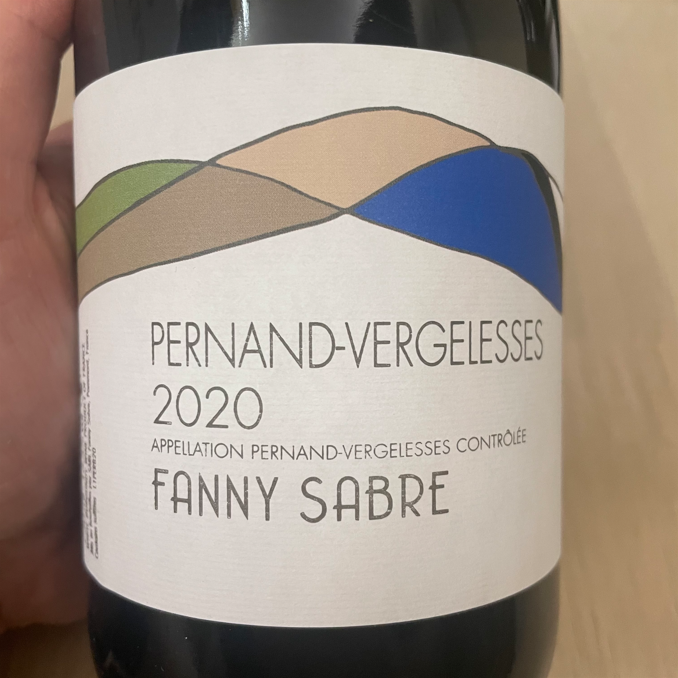 PERNAND-VERGELESSES
2020
APPELLATION PERNAND-VERGELESSES CONTRÔLÉE
FANNY SABRE